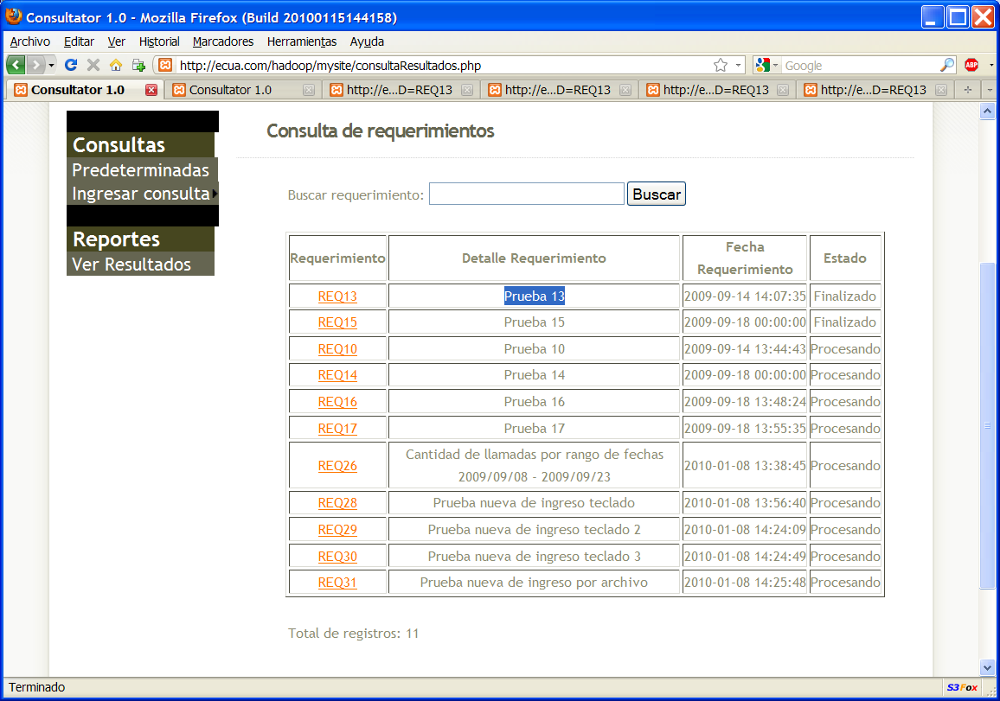 Consultator 1.0 - Mozilla Firefox (Build 20100115144158)
Archivo Editar Ver Historial Marcadores Herramientas Ayuda
http://ecua.com/hadoop/mysite/consultaResultados.php Google ABP
Consultator 1.0 Consultator 1.0 http://e...D=REQ13 http://e...D=REQ13 http://e...D=REQ13 http://e...D=REQ13
Consultas
Predeterminadas
Ingresar consulta
Reportes
Ver Resultados
Consulta de requerimientos
Buscar requerimiento: Buscar
Requerimiento Detalle Requerimiento Fecha Requerimiento Estado
REQ13 Prueba 13 2009-09-14 14:07:35 Finalizado
REQ15 Prueba 15 2009-09-18 00:00:00 Finalizado
REQ10 Prueba 10 2009-09-14 13:44:43 Procesando
REQ14 Prueba 14 2009-09-18 00:00:00 Procesando
REQ16 Prueba 16 2009-09-18 13:48:24 Procesando
REQ17 Prueba 17 2009-09-18 13:55:35 Procesando
REQ26 Cantidad de llamadas por rango de fechas
2009/09/08 - 2009/09/23 2010-01-08 13:38:45 Procesando
REQ28 Prueba nueva de ingreso teclado 2010-01-08 13:56:40 Procesando
REQ29 Prueba nueva de ingreso teclado 2 2010-01-08 14:24:09 Procesando
REQ30 Prueba nueva de ingreso teclado 3 2010-01-08 14:24:49 Procesando
REQ31 Prueba nueva de ingreso por archivo 2010-01-08 14:25:48 Procesando
Total de registros: 11
Terminado S3Fox